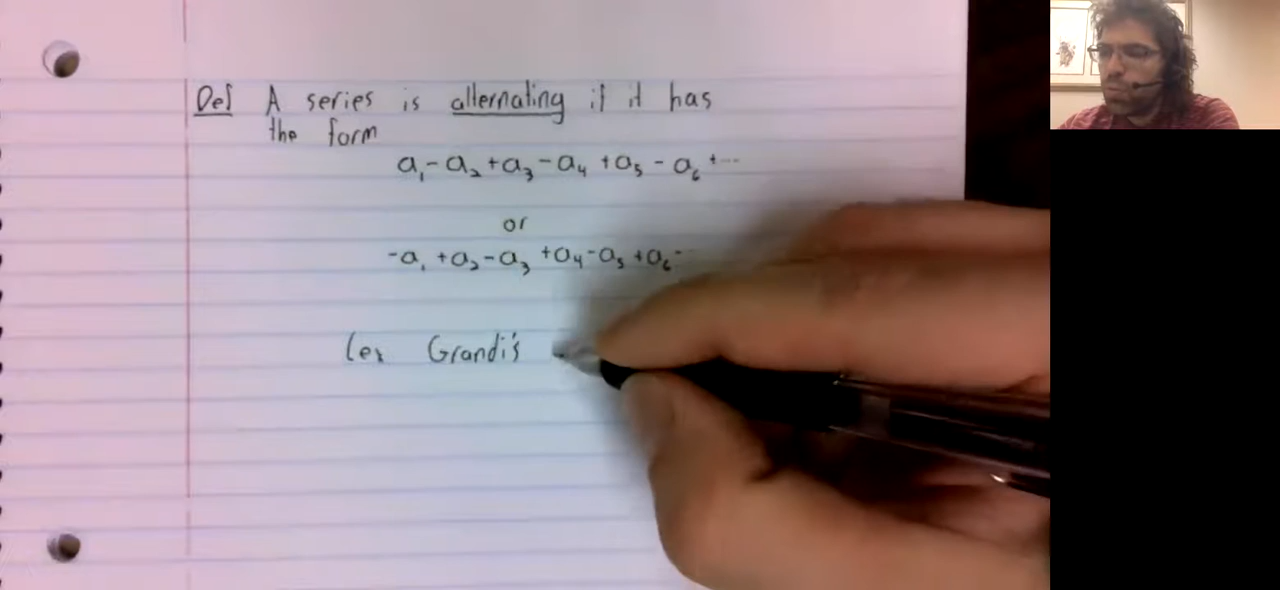 Def A series is alternating if it has
the form
a₁ - a₂ + a₃ - a₄ + a₅ - a₆ + ···
or
-a₁ + a₂ - a₃ + a₄ - a₅ + a₆ - ···
Grandi's